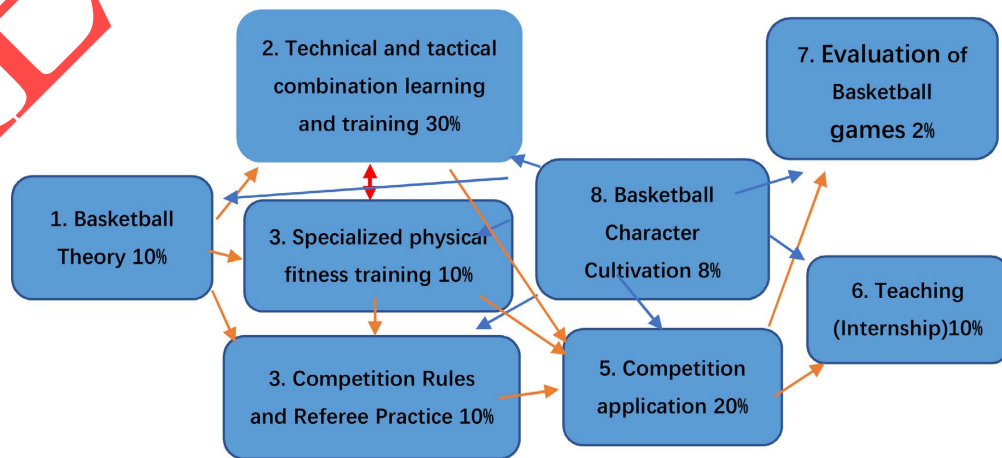 2. Technical and tactical
combination learning
and training 30%
7. Evaluation of
Basketball
games 2%
1. Basketball
Theory 10%
3. Specialized physical
fitness training 10%
8. Basketball
Character
Cultivation 8%
6. Teaching
(Internship)10%
3. Competition Rules
and Referee Practice 10%
5. Competition
application 20%